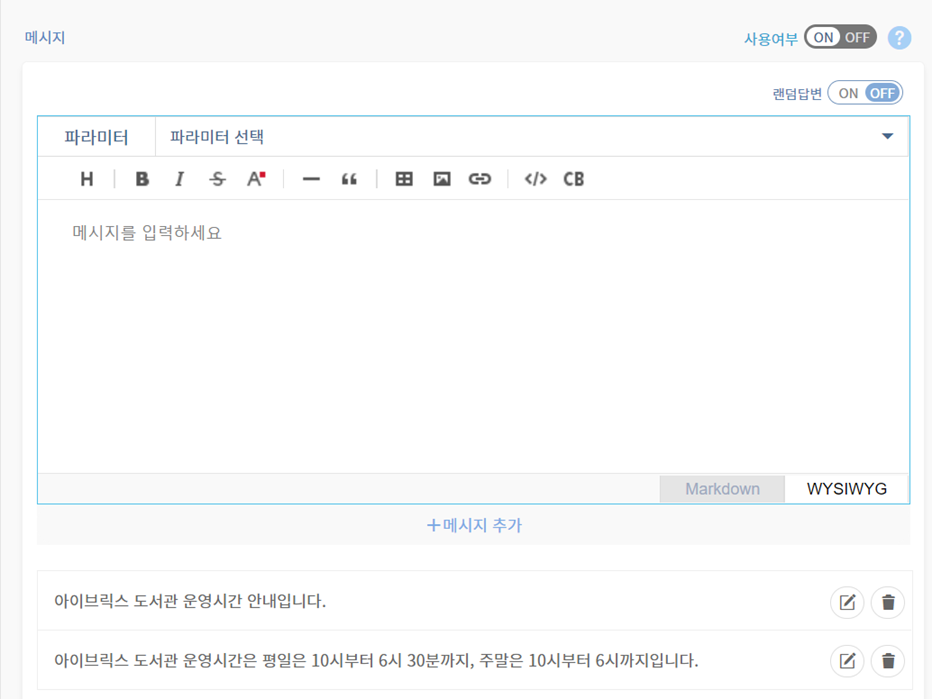 메시지
사용여부 ON OFF ?
랜덤답변 ON OFF
파라미터 파라미터 선택
H B I S A — “ </> CB
메시지를 입력하세요
Markdown WYSIWYG
+메시지 추가
아이브릭스 도서관 운영시간 안내입니다.
아이브릭스 도서관 운영시간은 평일은 10시부터 6시 30분까지, 주말은 10시부터 6시까지입니다.